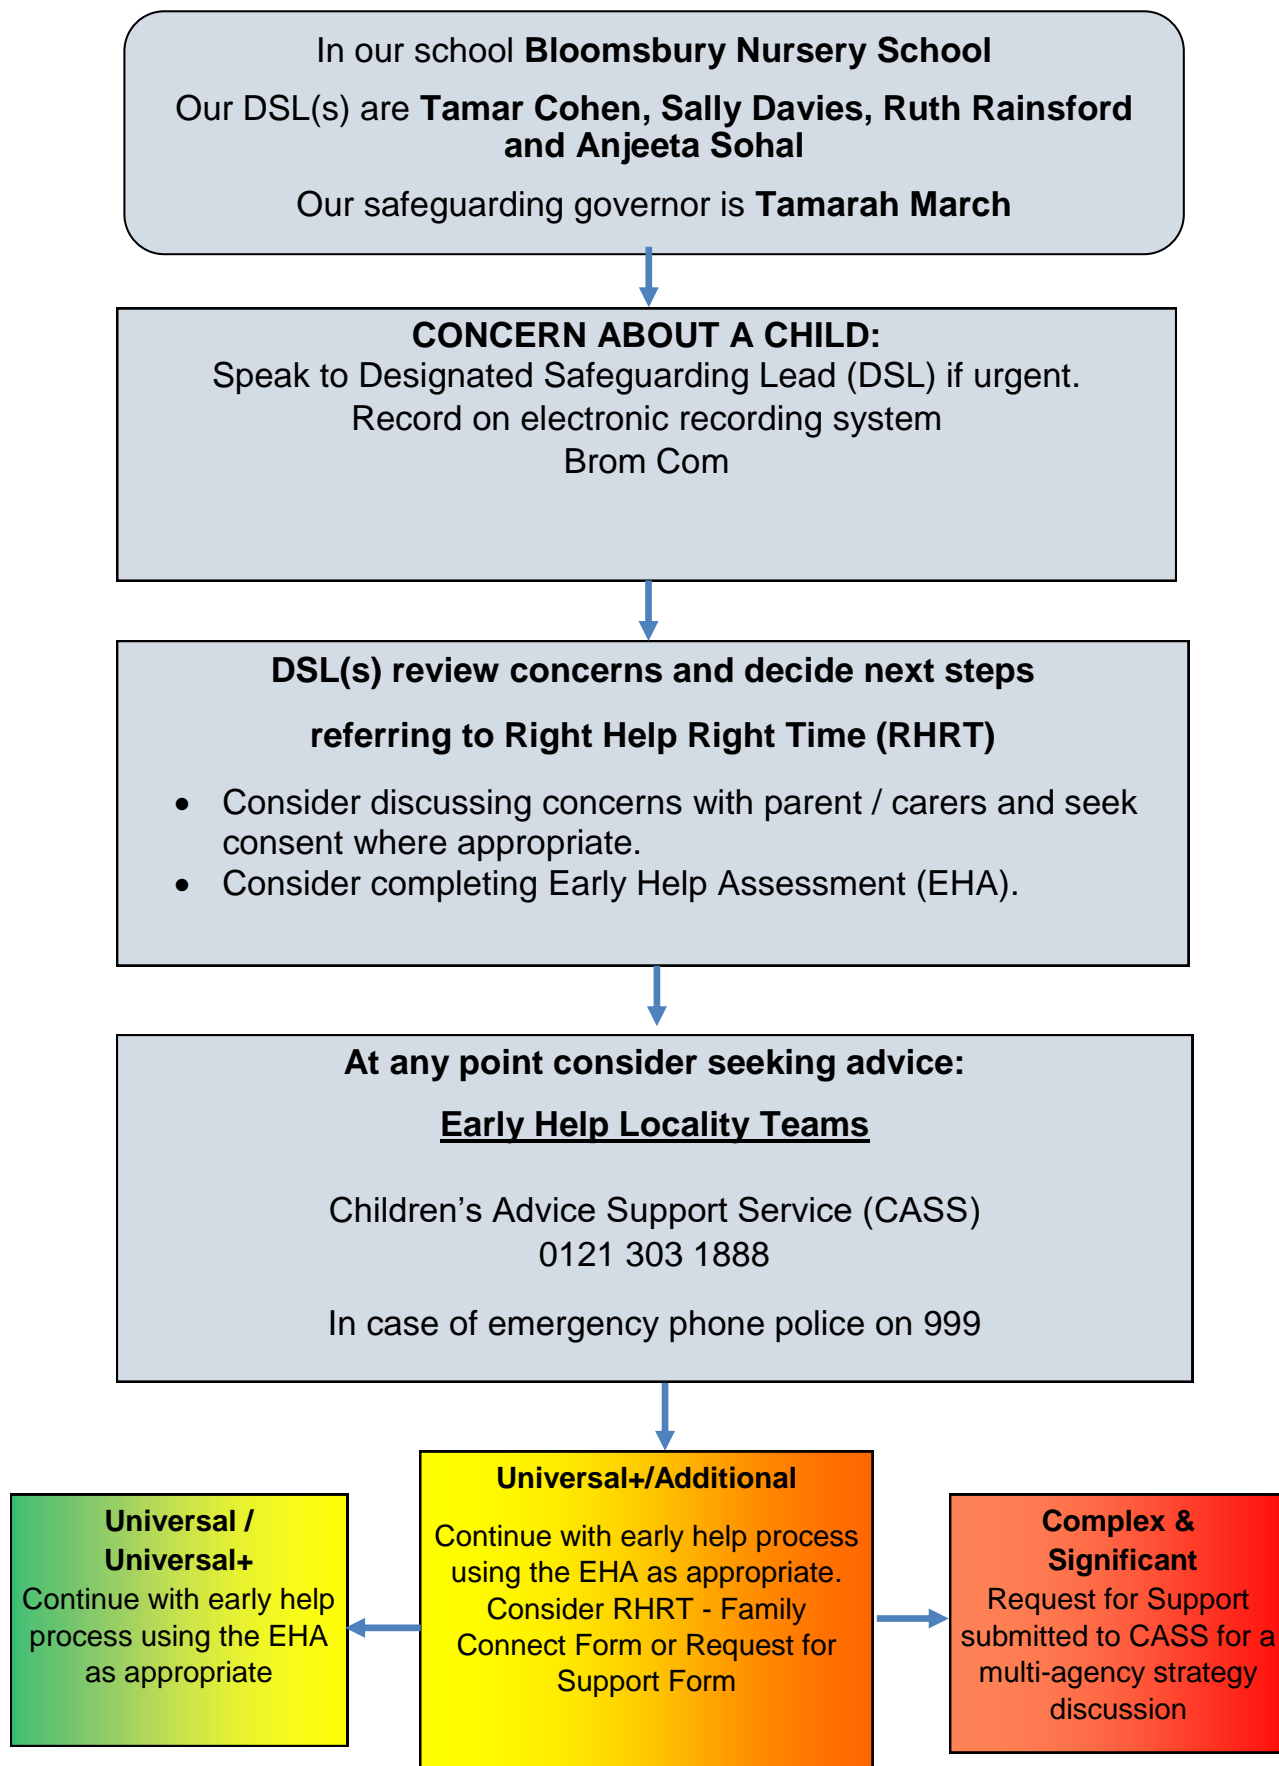 In our school Bloomsbury Nursery School
Our DSL(s) are Tamar Cohen, Sally Davies, Ruth Rainsford
and Anjeeta Sohal
Our safeguarding governor is Tamarah March
CONCERN ABOUT A CHILD:
Speak to Designated Safeguarding Lead (DSL) if urgent.
Record on electronic recording system
Brom Com
DSL(s) review concerns and decide next steps
referring to Right Help Right Time (RHRT)
• Consider discussing concerns with parent / carers and seek
consent where appropriate.
• Consider completing Early Help Assessment (EHA).
At any point consider seeking advice:
Early Help Locality Teams
Children’s Advice Support Service (CASS)
0121 303 1888
In case of emergency phone police on 999
Universal /
Universal+
Continue with early help
process using the EHA
as appropriate
Universal+/Additional
Continue with early help process
using the EHA as appropriate.
Consider RHRT - Family
Connect Form or Request for
Support Form
Complex &
Significant
Request for Support
submitted to CASS for a
multi-agency strategy
discussion